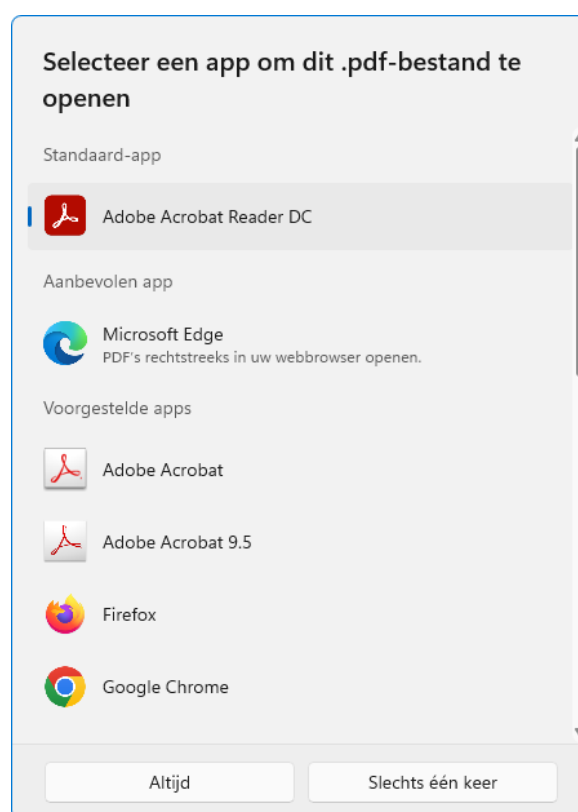 Selecteer een app om dit .pdf-bestand te
openen
Standaard-app
Adobe Acrobat Reader DC
Aanbevolen app
Microsoft Edge
PDF's rechtstreeks in uw webbrowser openen.
Voorgestelde apps
Adobe Acrobat
Adobe Acrobat 9.5
Firefox
Google Chrome
Altijd
Slechts één keer